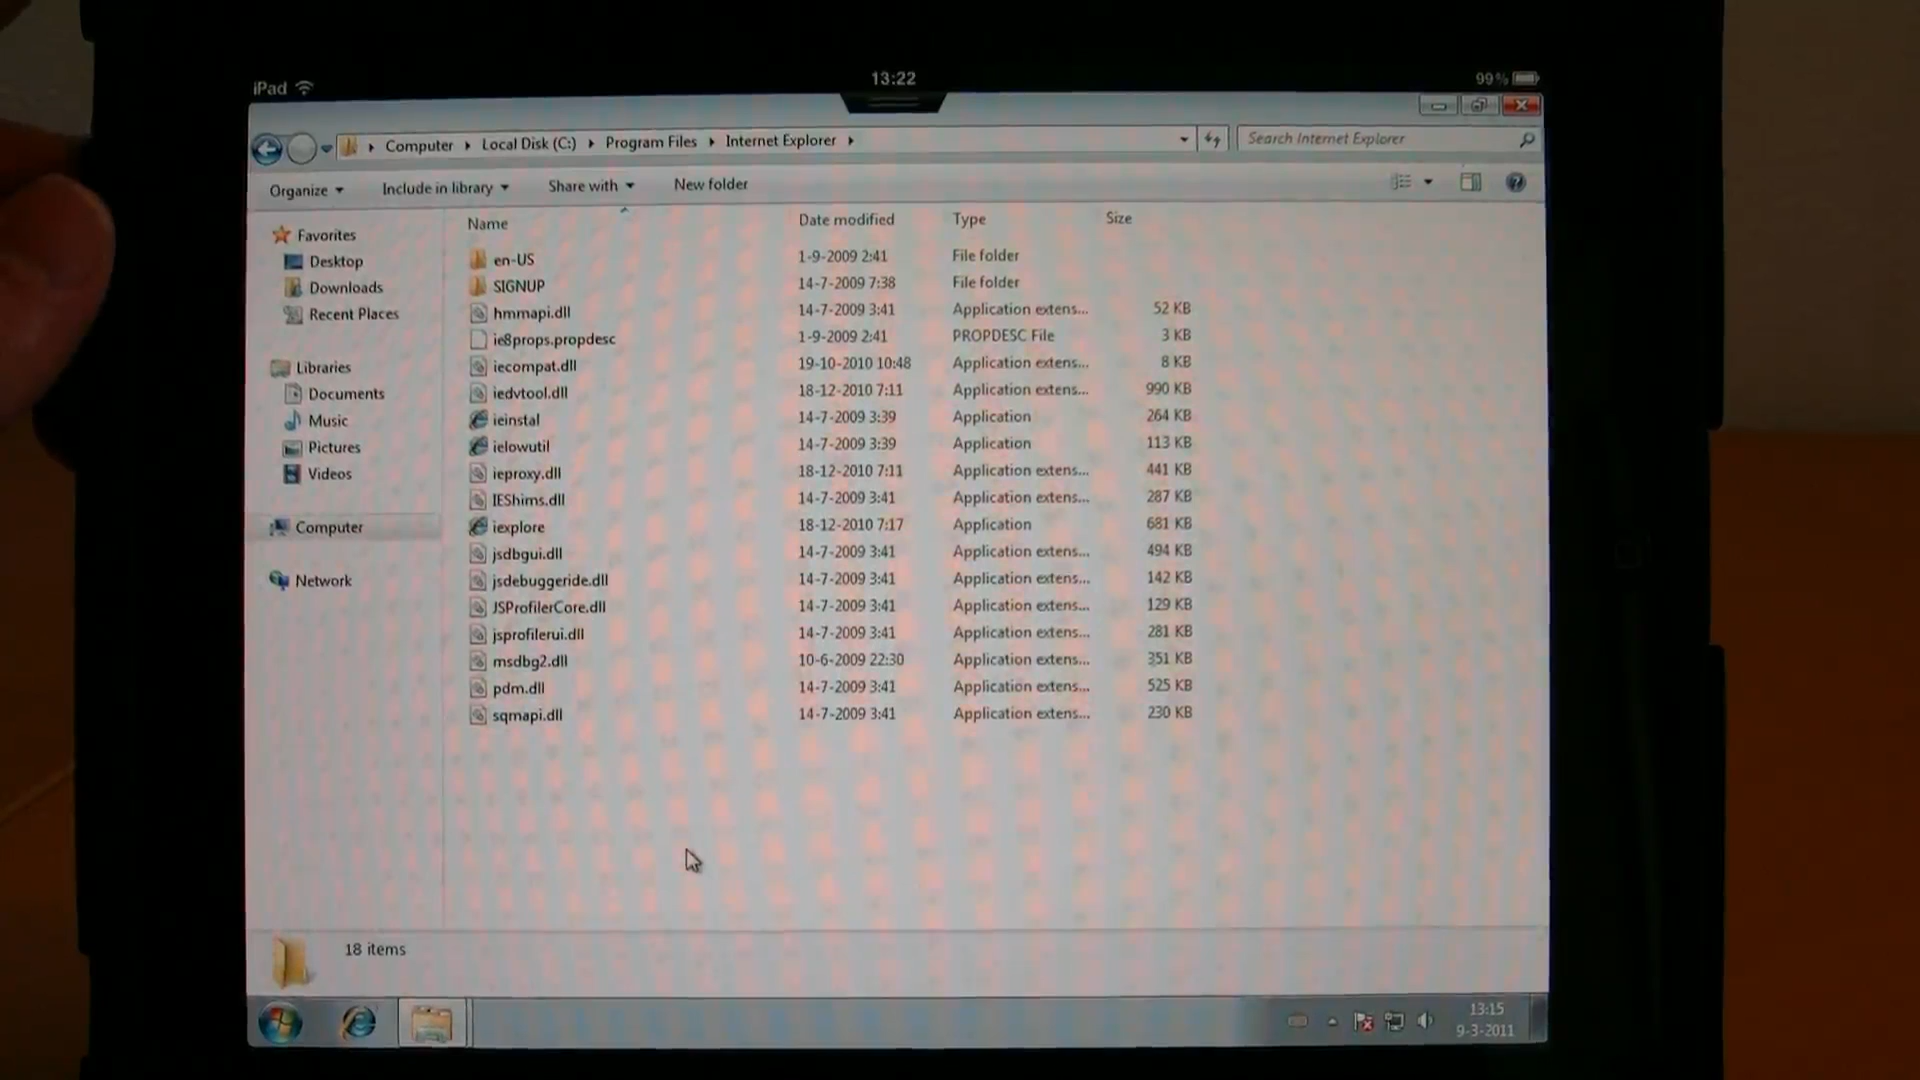 iPad 13:22 99%
Computer Local Disk (C:) Program Files Internet Explorer Search Internet Explorer
Organize Include in library Share with New folder
Name Date modified Type Size
Favorites
Desktop
Downloads
Recent Places
Libraries
Documents
Music
Pictures
Videos
Computer
Network
en-US 1-9-2009 2:41 File folder
SIGNUP 14-7-2009 7:38 File folder
hmmapi.dll 14-7-2009 3:41 Application extens... 52 KB
ie8props.propdesc 1-9-2009 2:41 PROPDESC File 3 KB
iecompat.dll 19-10-2010 10:48 Application extens... 8 KB
iedvtool.dll 18-12-2010 7:11 Application extens... 990 KB
ieinstal 14-7-2009 3:39 Application 264 KB
ielowutil 14-7-2009 3:39 Application 113 KB
ieproxy.dll 18-12-2010 7:11 Application extens... 441 KB
IEShims.dll 14-7-2009 3:41 Application extens... 287 KB
iexplore 18-12-2010 7:17 Application 681 KB
jsdbgui.dll 14-7-2009 3:41 Application extens... 494 KB
jsdebuggeride.dll 14-7-2009 3:41 Application extens... 142 KB
JSProfilerCore.dll 14-7-2009 3:41 Application extens... 129 KB
jsprofilerui.dll 14-7-2009 3:41 Application extens... 281 KB
msdbg2.dll 10-6-2009 22:30 Application extens... 351 KB
pdm.dll 14-7-2009 3:41 Application extens... 525 KB
sqmapi.dll 14-7-2009 3:41 Application extens... 230 KB
18 items
13:15
9-3-2011